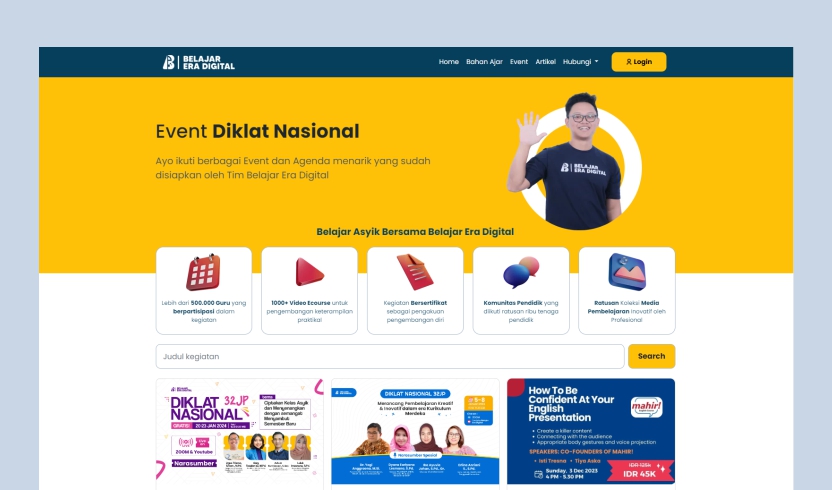 BELAJAR
ERA DIGITAL
Home Bahan Ajar Event Artikel Hubungi Login
Event Diklat Nasional
Ayo ikuti berbagai Event dan Agenda menarik yang sudah
disiapkan oleh Tim Belajar Era Digital
BELAJAR
ERA DIGITAL
Belajar Asyik Bersama Belajar Era Digital
Lebih dari 500.000 Guru yang
berpartisipasi dalam
kegiatan
1000+ Video Ecourse untuk
pengembangan keterampilan
praktikal
Kegiatan Bersertifikat
sebagai pengakuan
pengembangan diri
Komunitas Pendidik yang
diikuti ratusan ribu tenaga
pendidik
Ratusan Koleksi Media
Pembelajaran Inovatif oleh
Profesional
Judul kegiatan
Search
DIKLAT 32JP
NASIONAL
GRATIS! 20-23 JAN 2024
Ciptakan Kelas Asyik
dan Menyenangkan
dengan semangat
Menyambut
Semester Baru
ZOOM & Youtube
Narasumber
DIKLAT NASIONAL 32JP
Merancang Pembelajaran Kreatif
& Inovatif dalam era Kurikulum
Merdeka
Narasumber Spesial
How To Be
Confident At Your
English
Presentation
mahir!
Create a killer content
Connecting with the audience
Appropriate body gestures and voice projection
SPEAKERS: CO-FOUNDERS OF MAHIR!
Isti Tresna Tiya Aska
Sunday, 3 Dec 2023
4 PM - 5.30 PM
IDR 125k
IDR 45K